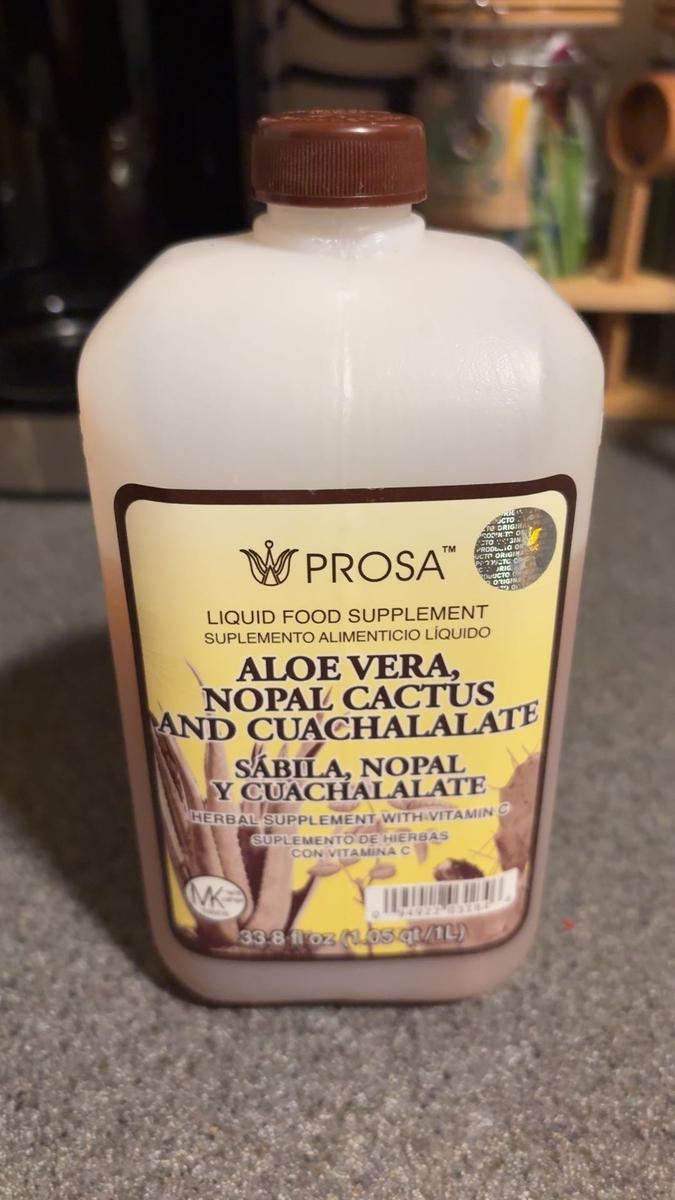 PROSA™
LIQUID FOOD SUPPLEMENT
SUPLEMENTO ALIMENTICIO LÍQUIDO
ALOE VERA,
NOPAL CACTUS
AND CUACHALALATE
SÁBILA, NOPAL
Y CUACHALALATE
HERBAL SUPPLEMENT WITH VITAMIN C
SUPLEMENTO DE HIERBAS
CON VITAMINA C
MK
33.8 fl oz (1.05 qt/1L)